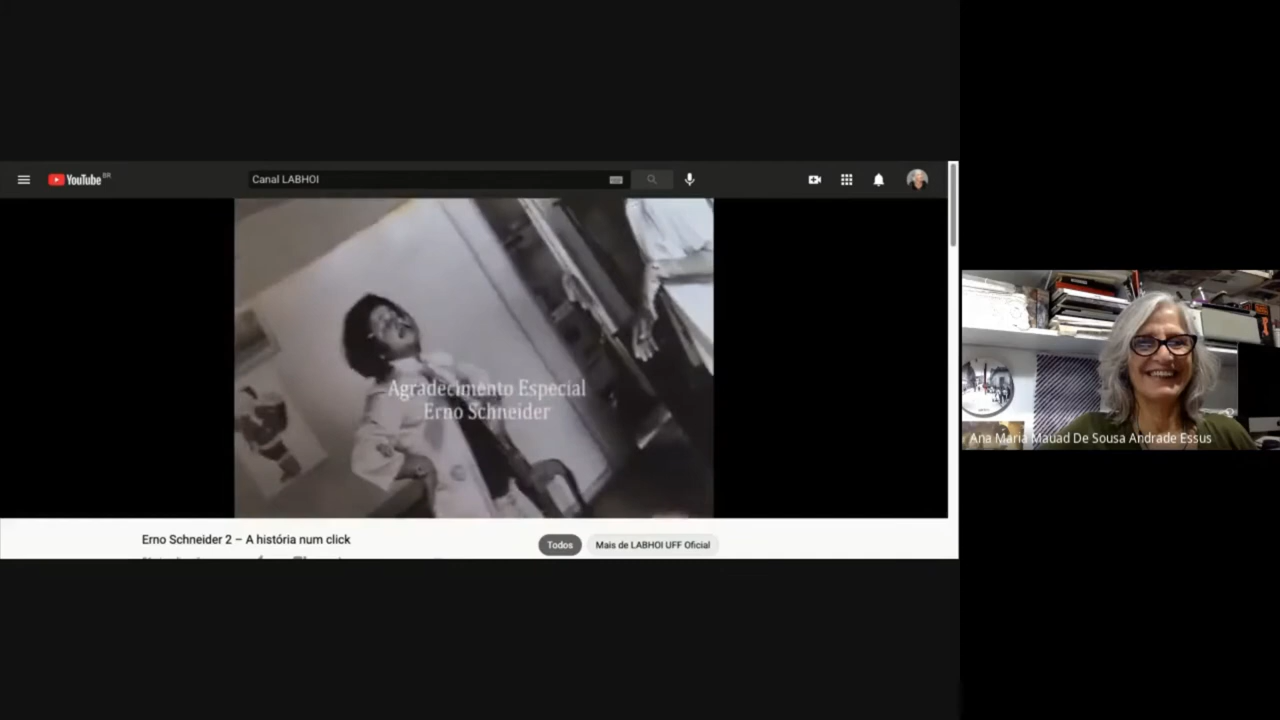 YouTube BR
Canal LABHOI
Agradecimento Especial
Erno Schneider
Erno Schneider 2 – A história num click
Todos
Mais de LABHOI UFF Oficial
Ana Maria Mauad De Sousa Andrade Essus